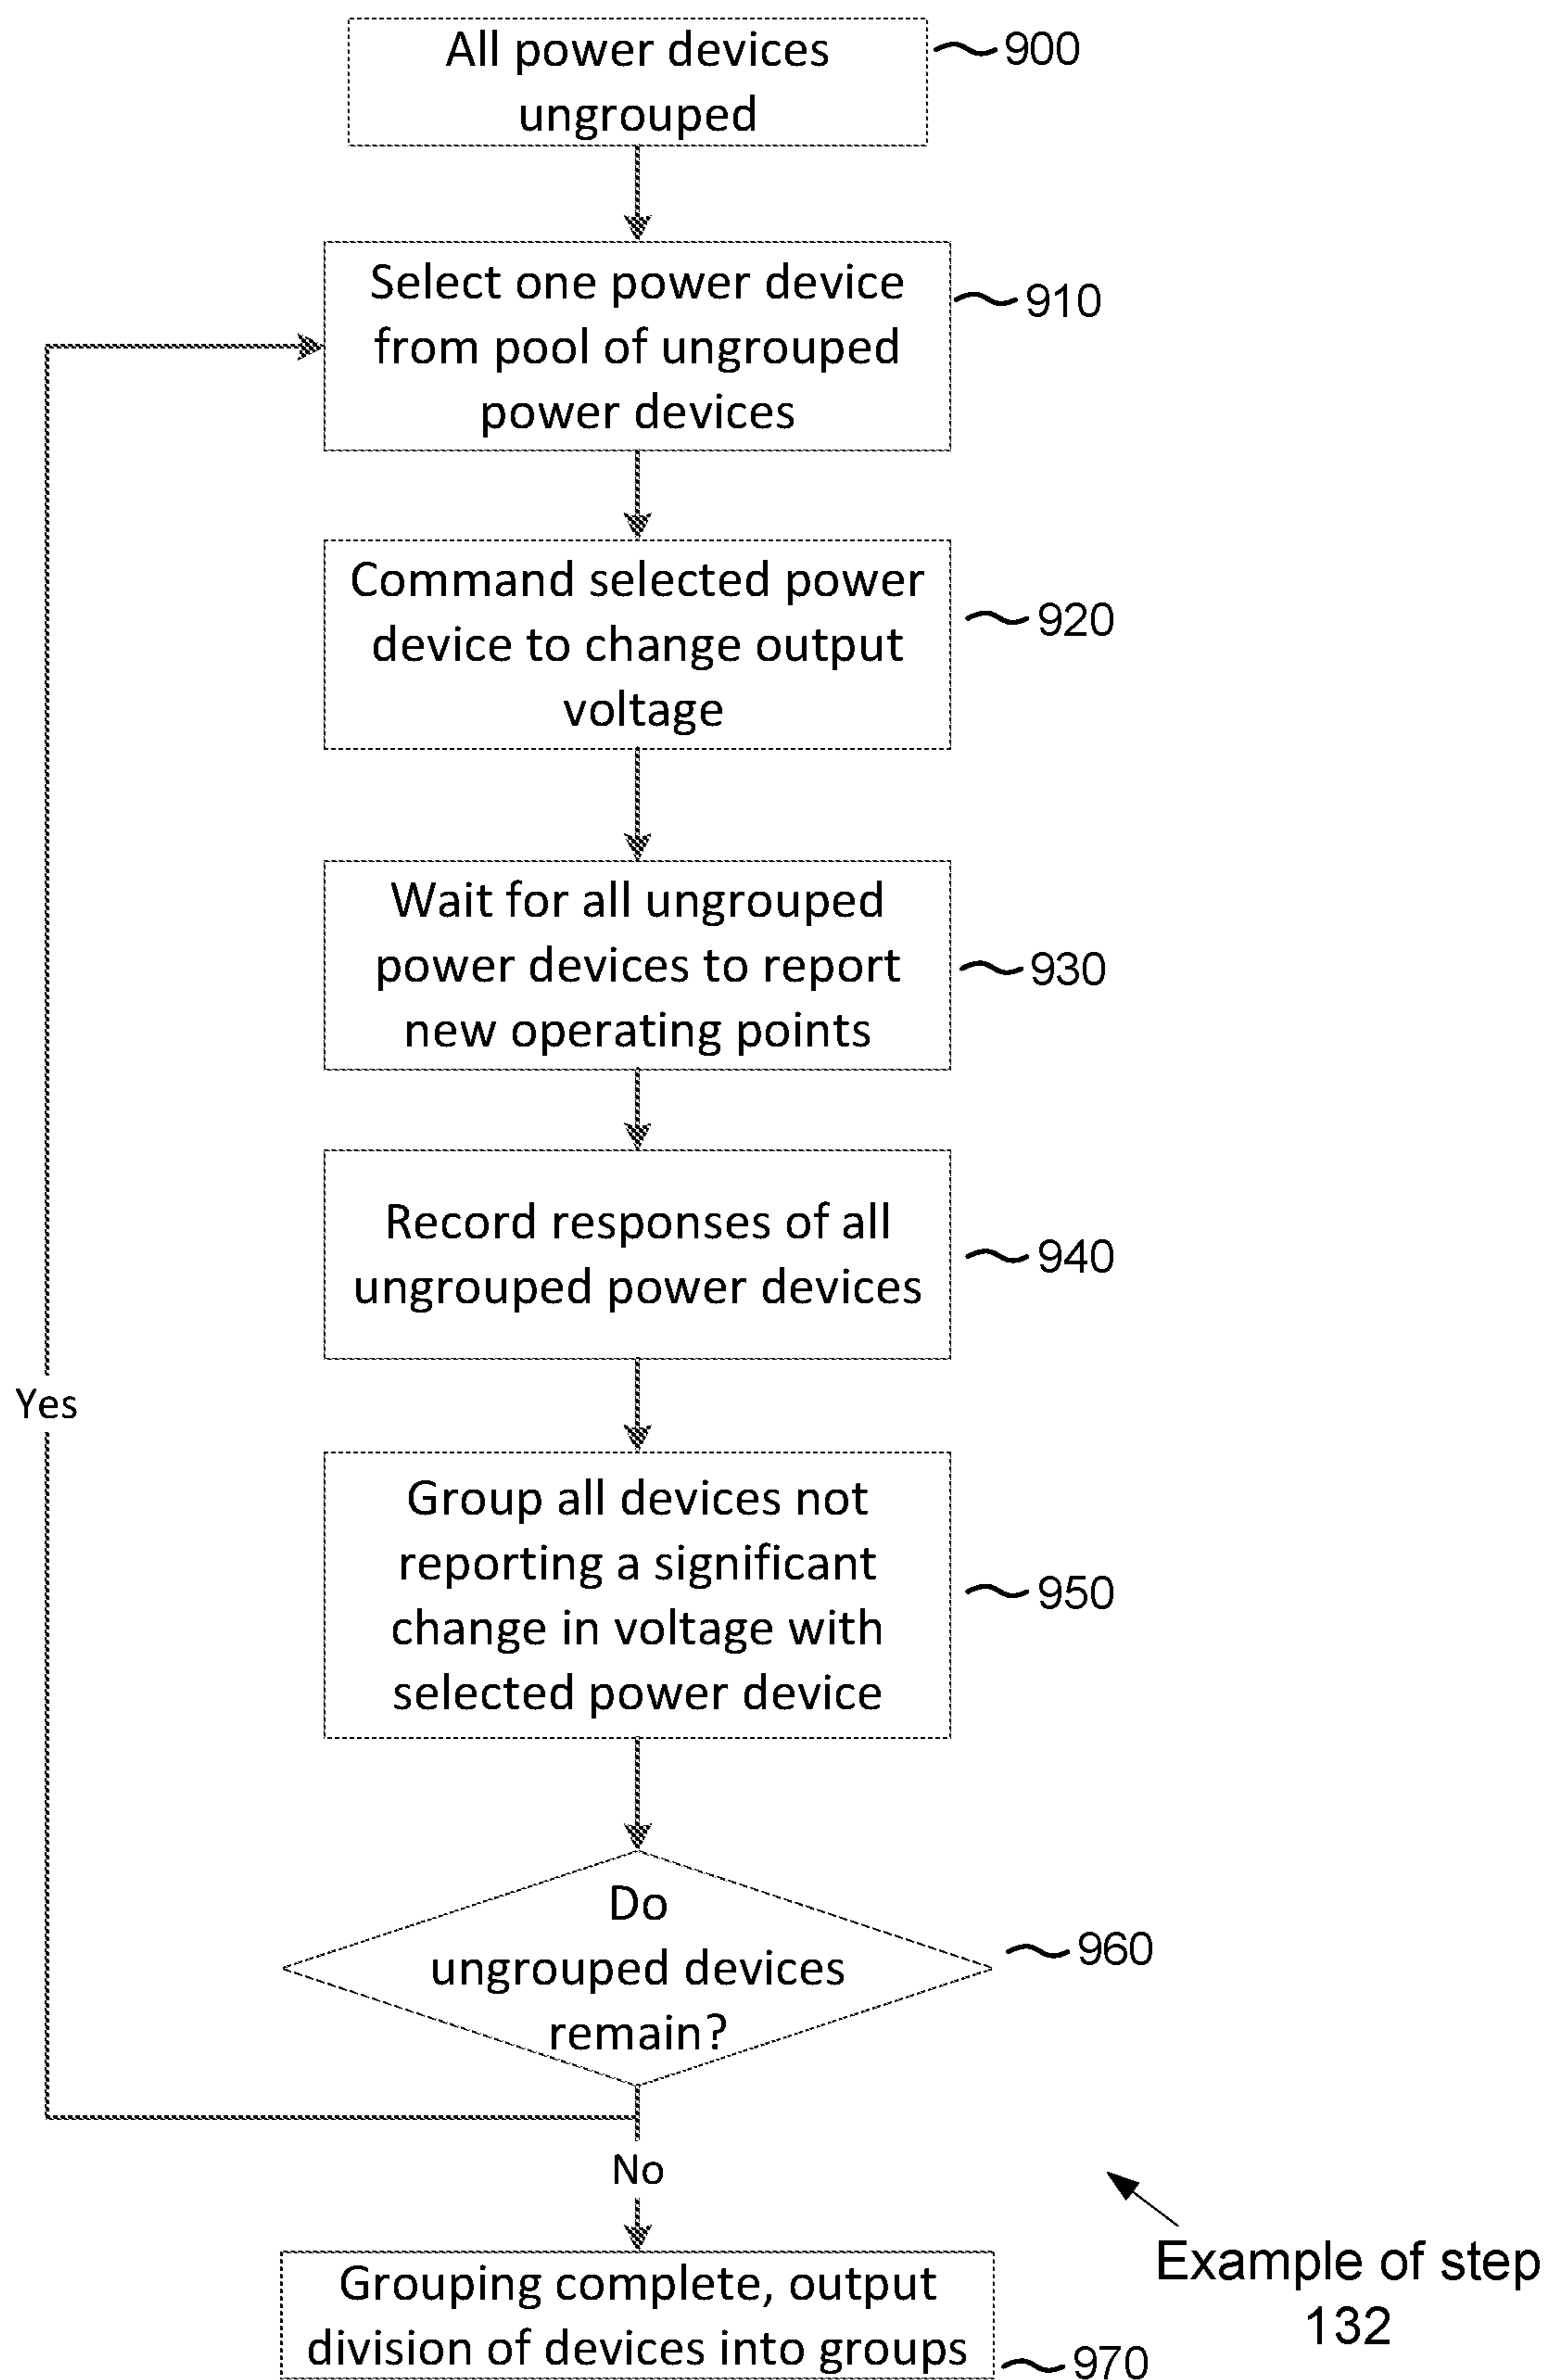 All power devices
ungrouped
900
Select one power device
from pool of ungrouped
power devices
910
Command selected power
device to change output
voltage
920
Wait for all ungrouped
power devices to report
new operating points
930
Record responses of all
ungrouped power devices
940
Yes
Group all devices not
reporting a significant
change in voltage with
selected power device
950
Do
ungrouped devices
remain?
960
No
Grouping complete, output
division of devices into groups
970
Example of step
132